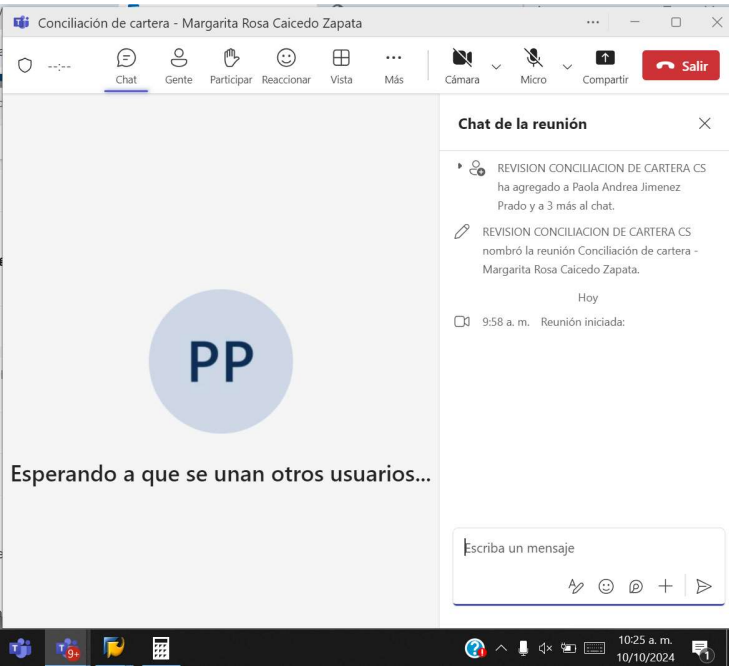 Conciliación de cartera - Margarita Rosa Caicedo Zapata
--:--
Chat
Gente
Participar
Reaccionar
Vista
Más
Cámara
Micro
Compartir
Salir
Chat de la reunión
REVISION CONCILIACION DE CARTERA CS
ha agregado a Paola Andrea Jimenez
Prado y a 3 más al chat.
REVISION CONCILIACION DE CARTERA CS
nombró la reunión Conciliación de cartera -
Margarita Rosa Caicedo Zapata.
Hoy
9:58 a. m. Reunión iniciada:
PP
Esperando a que se unan otros usuarios...
Escriba un mensaje
9+
10:25 a. m.
10/10/2024
1